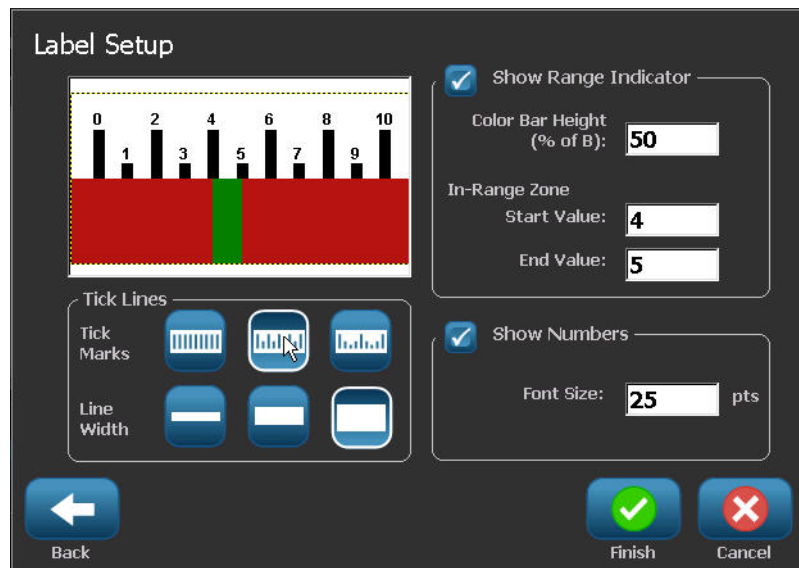 Label Setup
0 2 4 6 8 10
1 3 5 7 9
Tick Lines
Tick
Marks
Line
Width
Show Range Indicator
Color Bar Height
(% of B):
50
In-Range Zone
Start Value:
4
End Value:
5
Show Numbers
Font Size:
25
pts
Back
Finish
Cancel